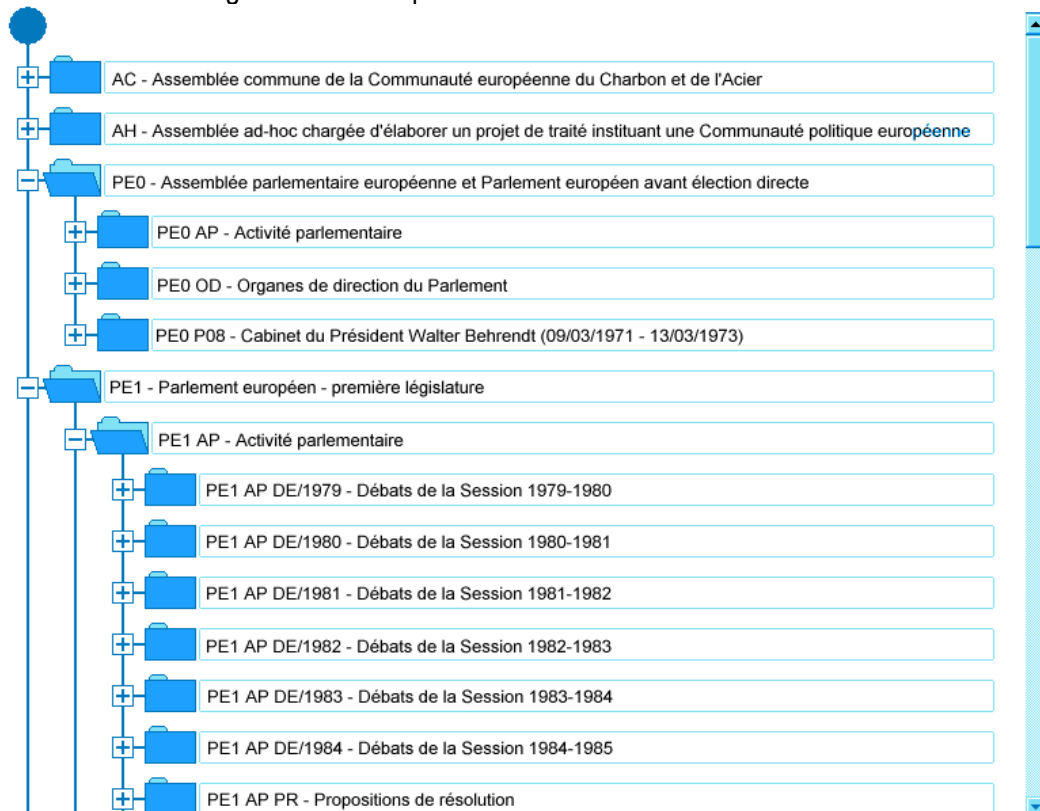 AC - Assemblée commune de la Communauté européenne du Charbon et de l'Acier
AH - Assemblée ad-hoc chargée d'élaborer un projet de traité instituant une Communauté politique européenne
PE0 - Assemblée parlementaire européenne et Parlement européen avant élection directe
PE0 AP - Activité parlementaire
PE0 OD - Organes de direction du Parlement
PE0 P08 - Cabinet du Président Walter Behrendt (09/03/1971 - 13/03/1973)
PE1 - Parlement européen - première législature
PE1 AP - Activité parlementaire
PE1 AP DE/1979 - Débats de la Session 1979-1980
PE1 AP DE/1980 - Débats de la Session 1980-1981
PE1 AP DE/1981 - Débats de la Session 1981-1982
PE1 AP DE/1982 - Débats de la Session 1982-1983
PE1 AP DE/1983 - Débats de la Session 1983-1984
PE1 AP DE/1984 - Débats de la Session 1984-1985
PE1 AP PR - Propositions de résolution